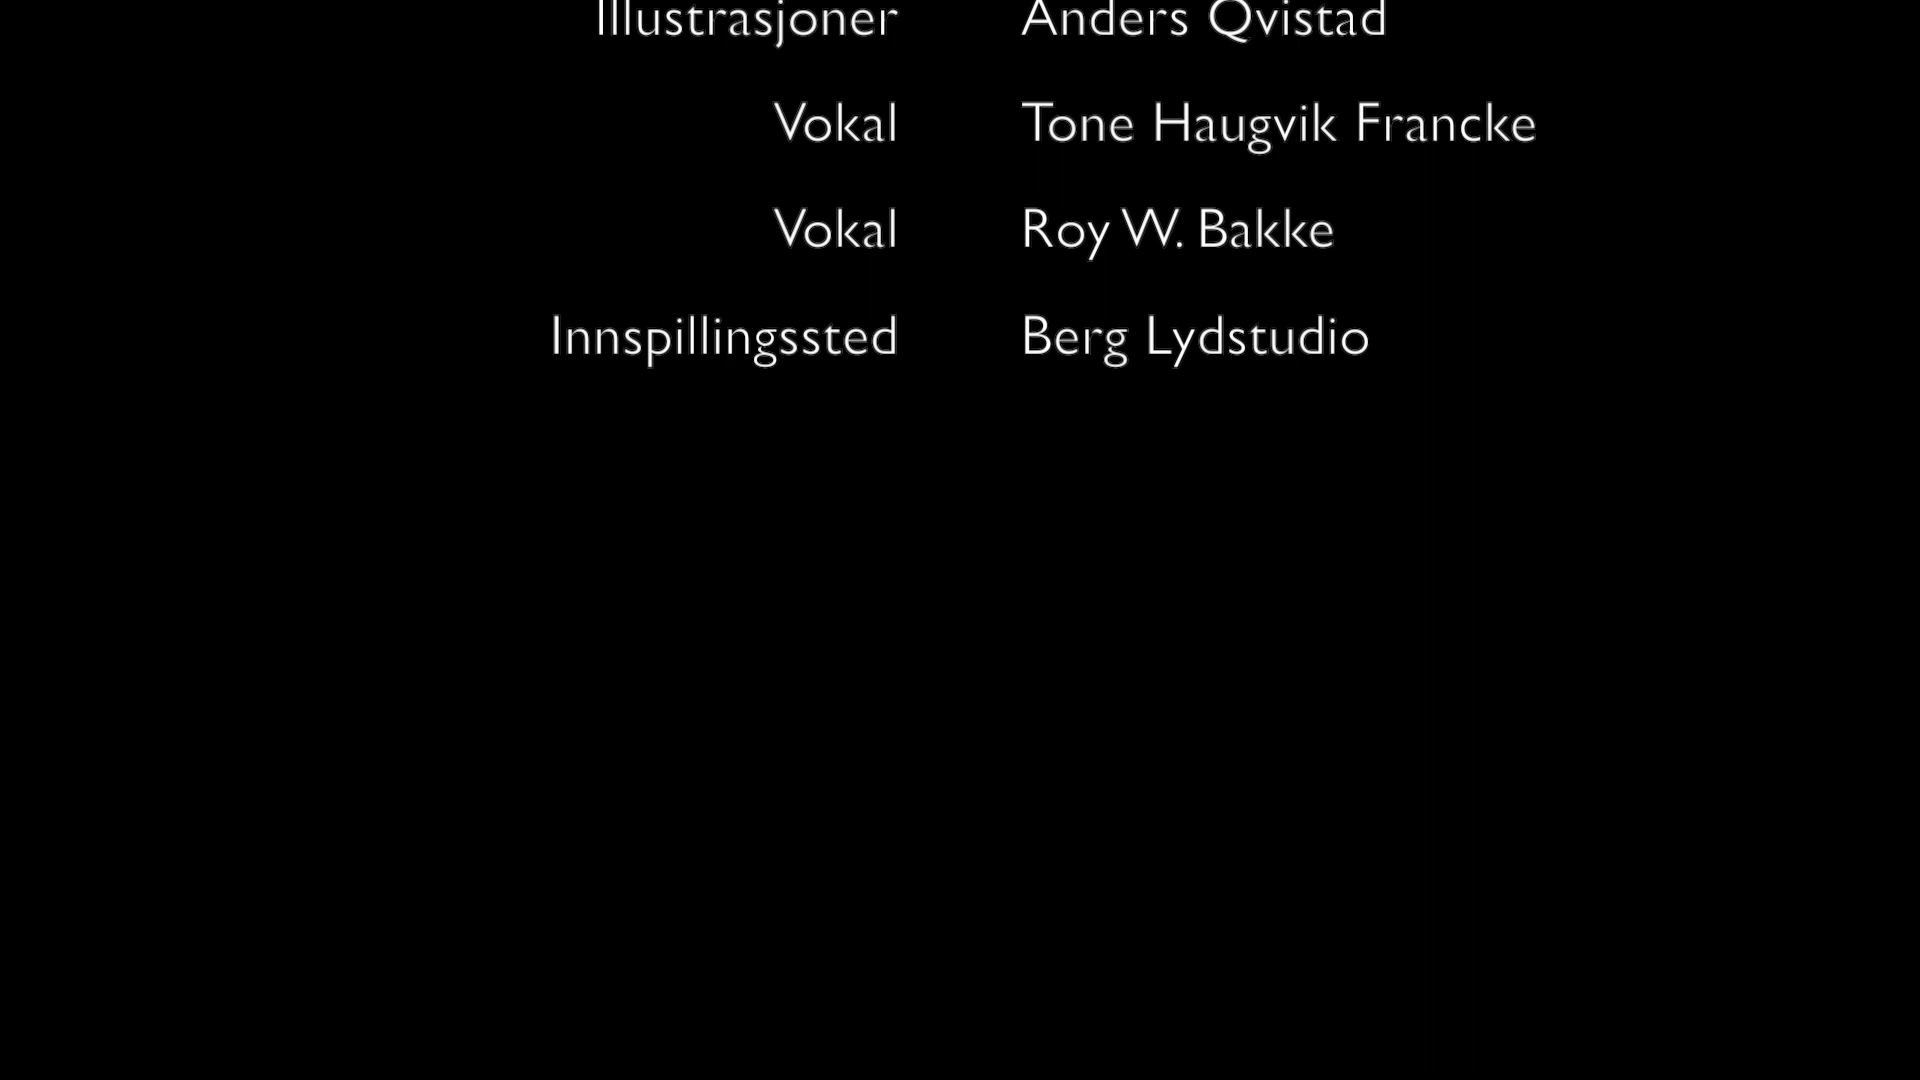 Illustrasjoner Anders Qvistad
Vokal Tone Haugvik Francke
Vokal Roy W. Bakke
Innspillingssted Berg Lydstudio